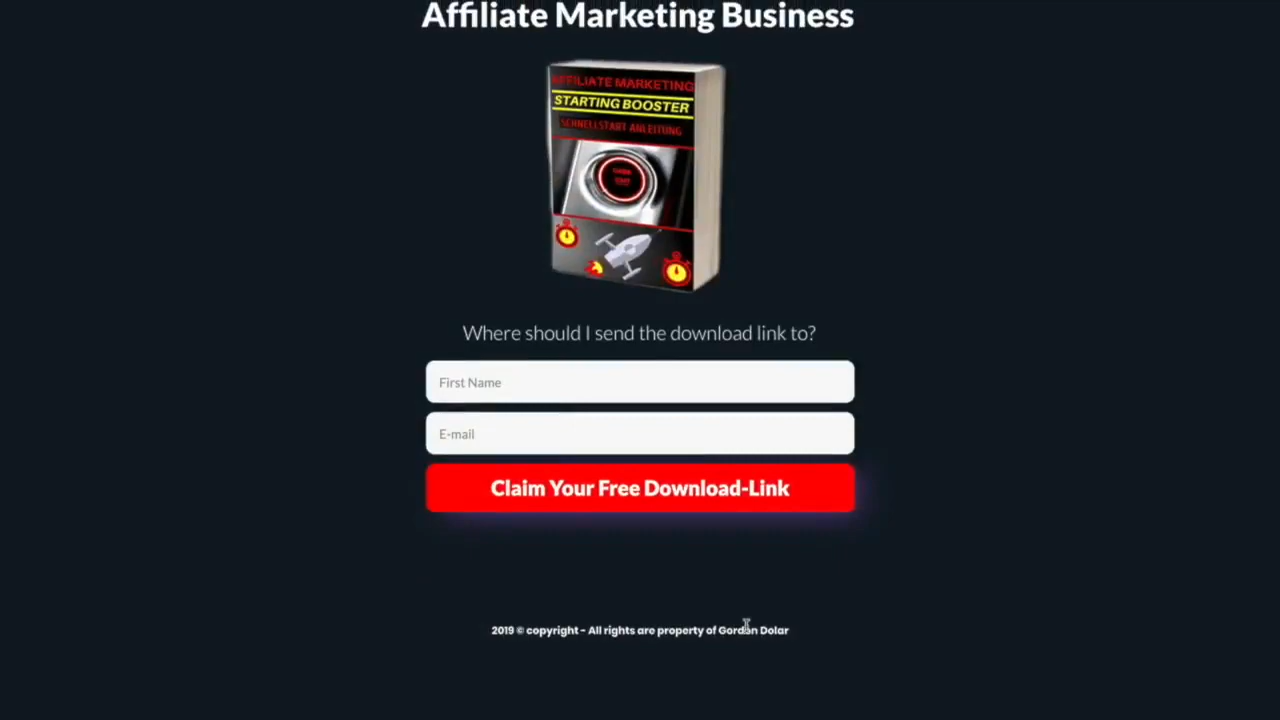 Affiliate Marketing Business
AFFILIATE MARKETING
STARTING BOOSTER
SCHNELLSTART ANLEITUNG
Where should I send the download link to?
First Name
E-mail
Claim Your Free Download-Link
2019 © copyright - All rights are property of Gordon Dolar